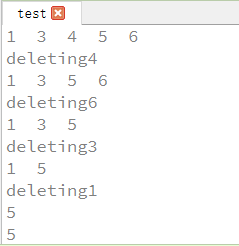 test
1 3 4 5 6
deleting4
1 3 5 6
deleting6
1 3 5
deleting3
1 5
deleting1
5
5